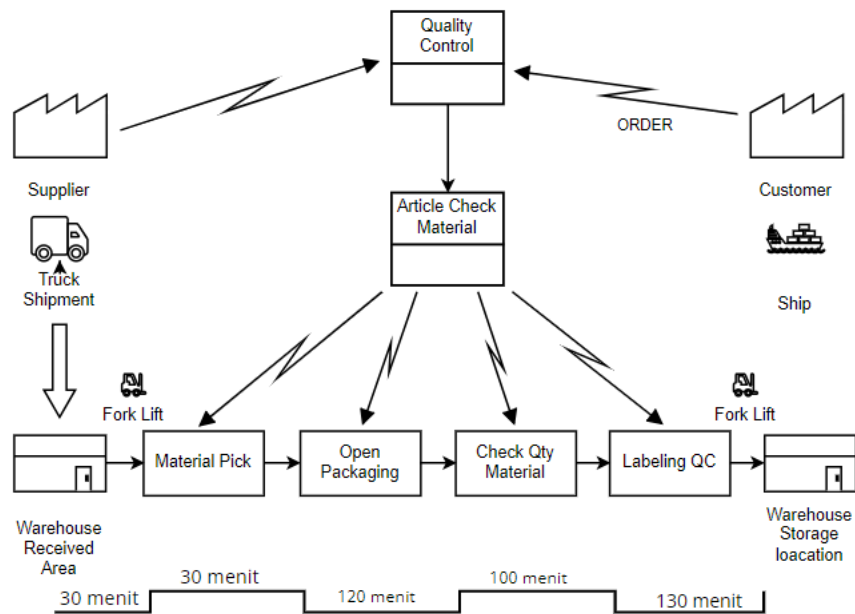 Quality
Control
ORDER
Supplier
Customer
Article Check
Material
Truck
Shipment
Ship
Fork Lift
Fork Lift
Material Pick
Open
Packaging
Check Qty
Material
Labeling QC
Warehouse
Received
Area
Warehouse
Storage
loacation
30 menit
30 menit
120 menit
100 menit
130 menit